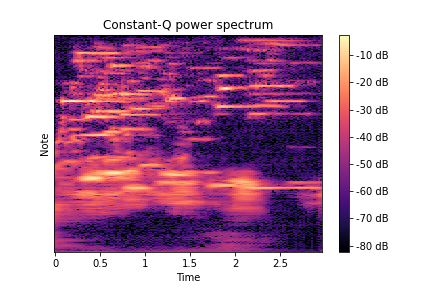 Constant-Q power spectrum
Note
-10 dB
-20 dB
-30 dB
-40 dB
-50 dB
-60 dB
-70 dB
-80 dB
0
0.5
1
1.5
2
2.5
Time